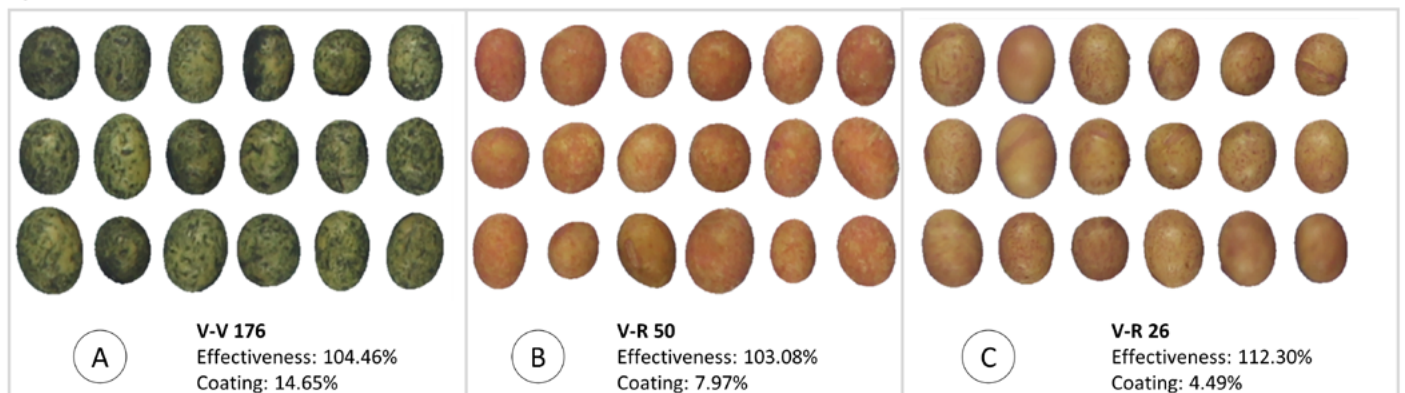 A
V-V 176
Effectiveness: 104.46%
Coating: 14.65%
B
V-R 50
Effectiveness: 103.08%
Coating: 7.97%
C
V-R 26
Effectiveness: 112.30%
Coating: 4.49%